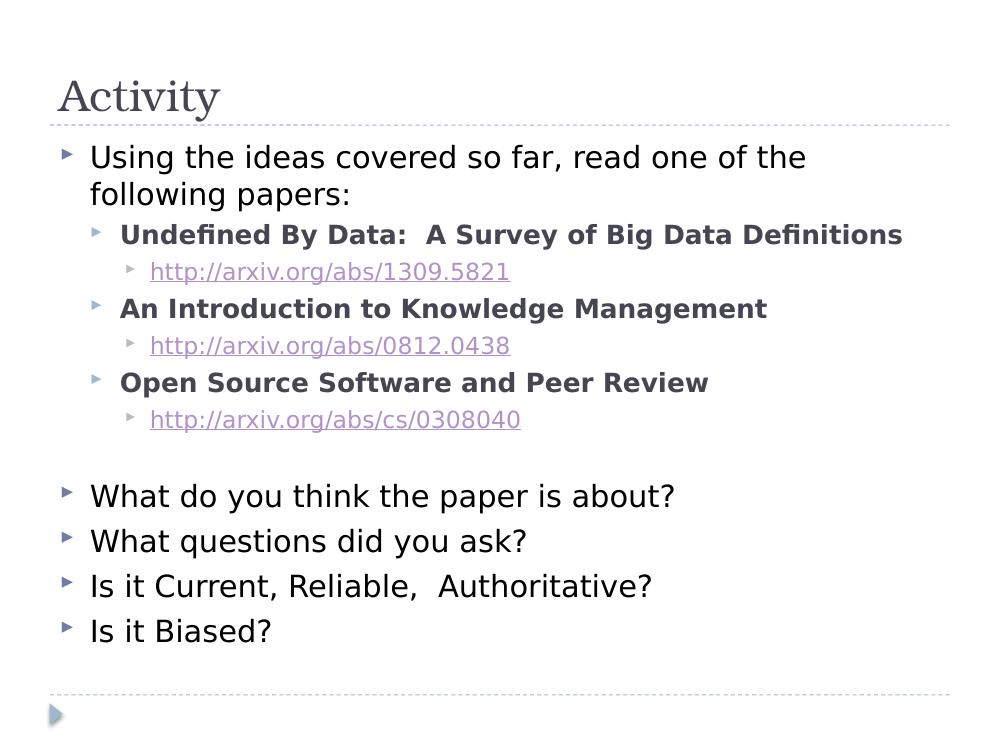 Activity
Using the ideas covered so far, read one of the
following papers:
Undefined By Data:  A Survey of Big Data Definitions
http://arxiv.org/abs/1309.5821
An Introduction to Knowledge Management
http://arxiv.org/abs/0812.0438
Open Source Software and Peer Review
http://arxiv.org/abs/cs/0308040
What do you think the paper is about?
What questions did you ask?
Is it Current, Reliable,  Authoritative?
Is it Biased?